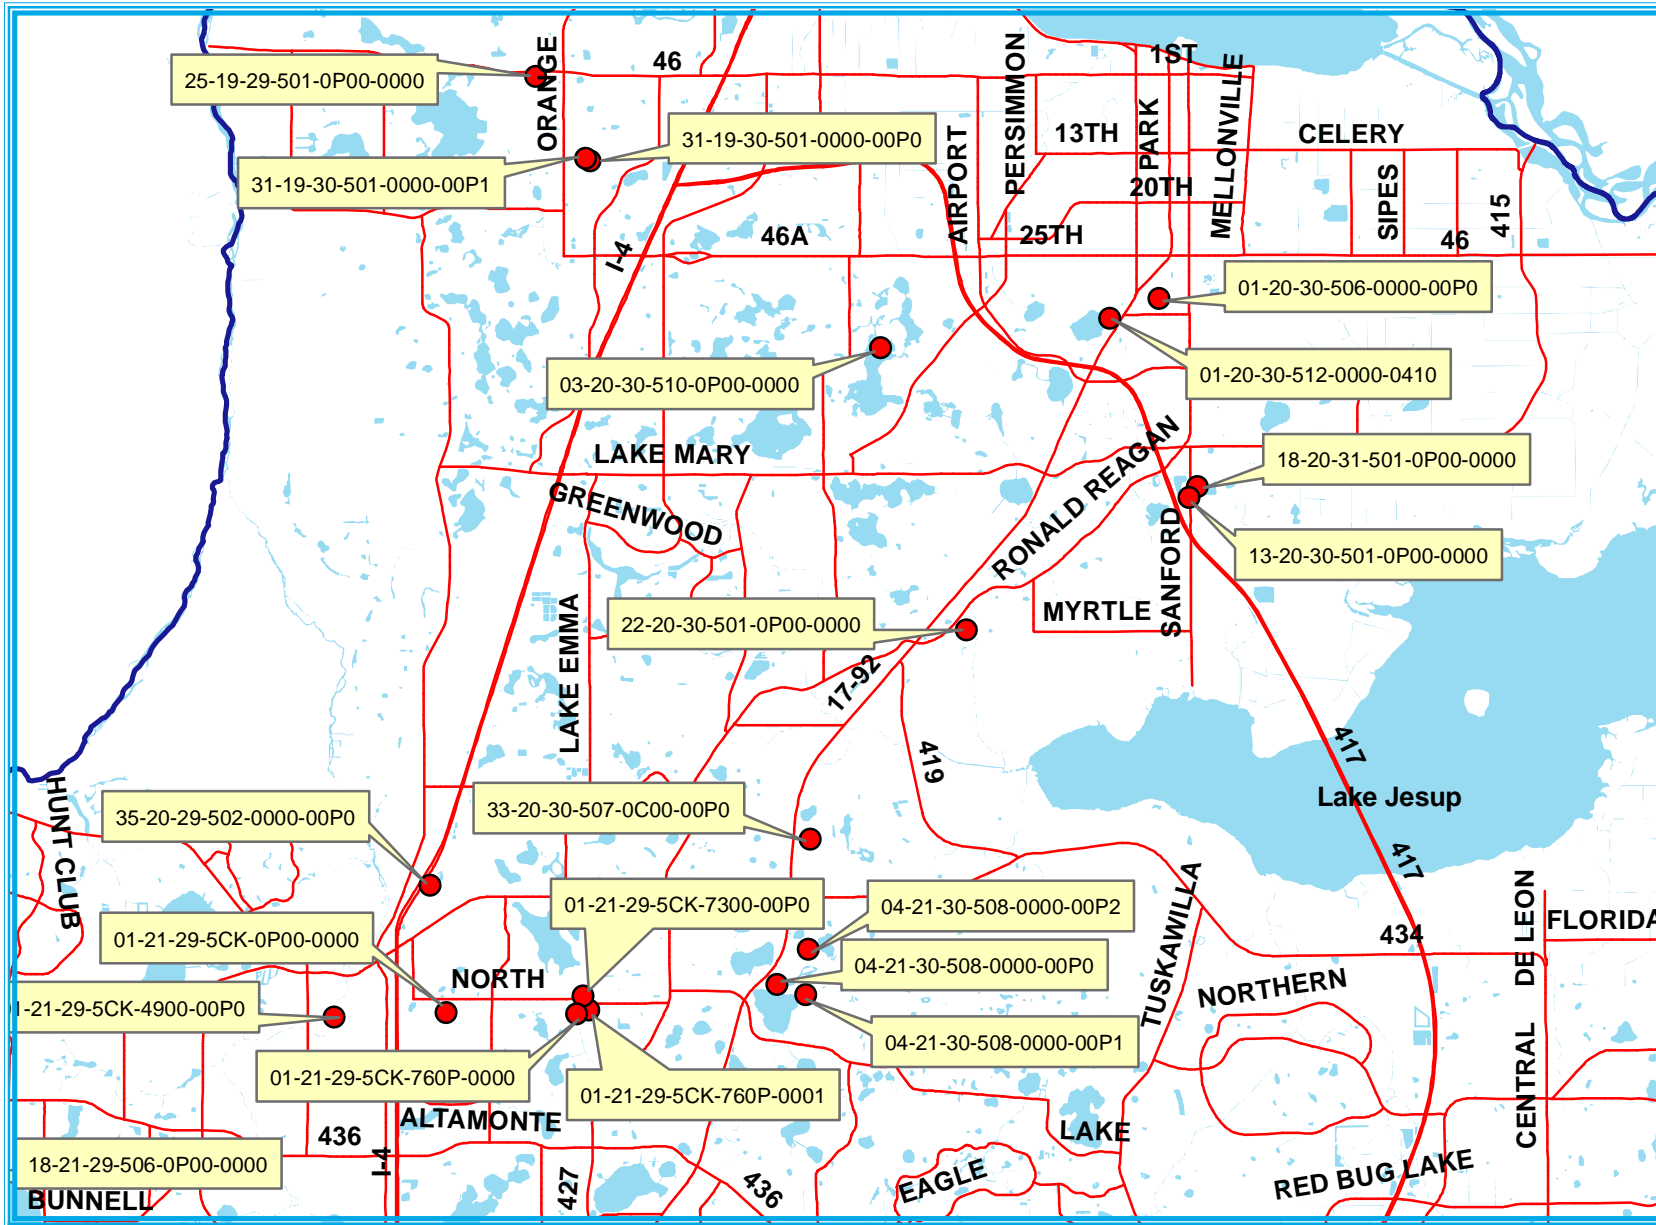 1ST
46
25-19-29-501-0P00-0000
ORANGE
PERSIMMON
MELLONVILLE
31-19-30-501-0000-00P0
13TH
PARK
CELERY
31-19-30-501-0000-00P1
AIRPORT
20TH
SIPES
415
46A
25TH
46
I-4
01-20-30-506-0000-00P0
03-20-30-510-0P00-0000
01-20-30-512-0000-0410
LAKE MARY
18-20-31-501-0P00-0000
GREENWOOD
RONALD REAGAN
SANFORD
13-20-30-501-0P00-0000
22-20-30-501-0P00-0000
MYRTLE
LAKE EMMA
17-92
419
417
Lake Jesup
HUNT CLUB
35-20-29-502-0000-00P0
33-20-30-507-0C00-00P0
417
01-21-29-5CK-7300-00P0
04-21-30-508-0000-00P2
TUSKAWILLA
DE LEON
FLORIDA
01-21-29-5CK-0P00-0000
434
04-21-30-508-0000-00P0
NORTH
NORTHERN
1-21-29-5CK-4900-00P0
04-21-30-508-0000-00P1
01-21-29-5CK-760P-0000
01-21-29-5CK-760P-0001
CENTRAL
ALTAMONTE
436
LAKE
I-4
18-21-29-506-0P00-0000
EAGLE
RED BUG LAKE
427
436
BUNNELL